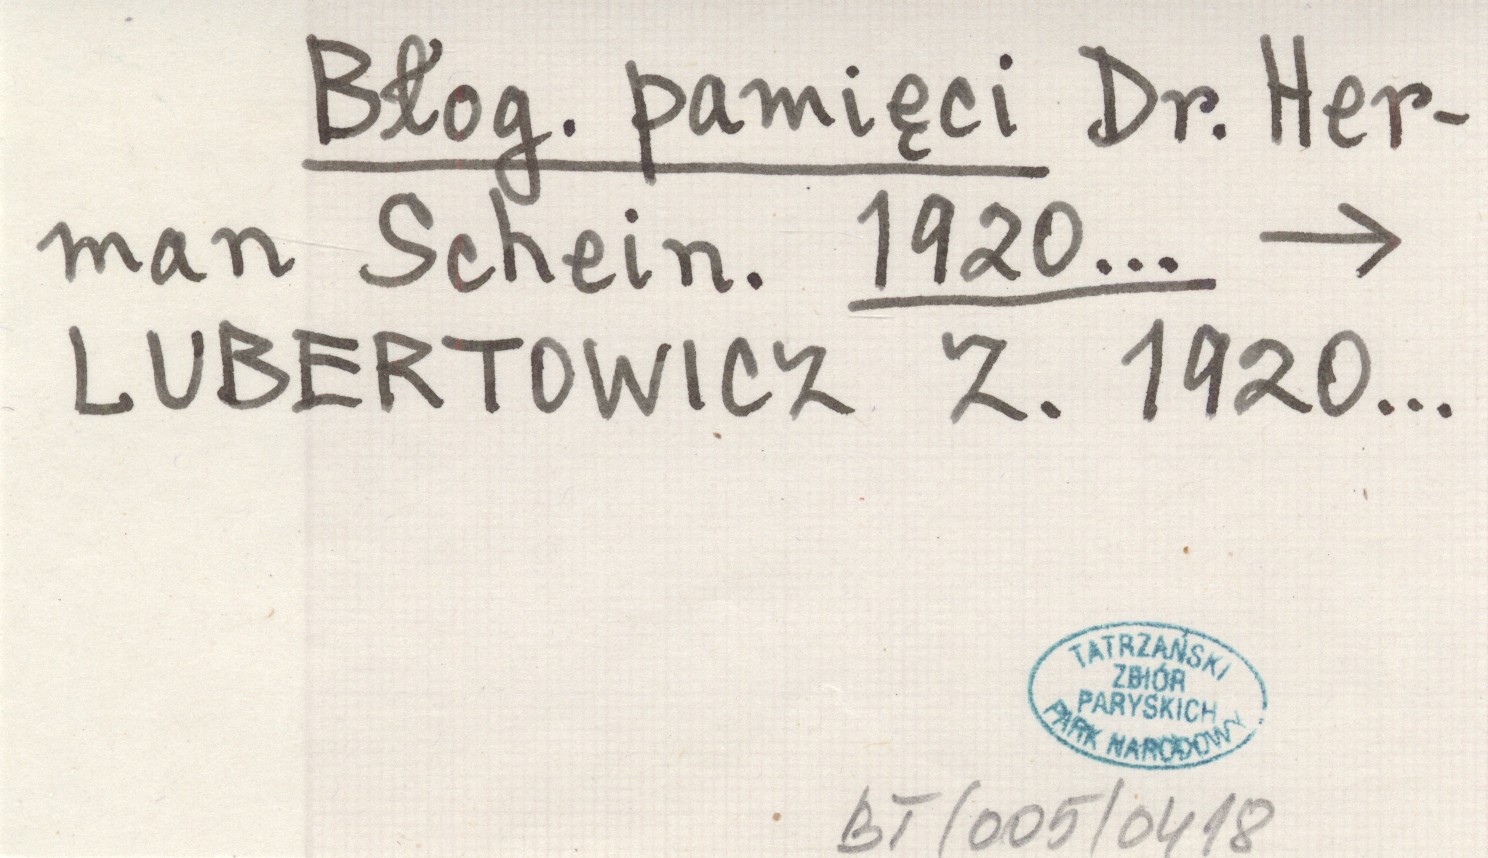 Błog. pamięci Dr. Her-
man Schein. 1920... →
LUBERTOWICZ Z. 1920...
TATRZAŃSKI
ZBIÓR
PARYSKICH
PARK NARODOWY
BT/005/0418